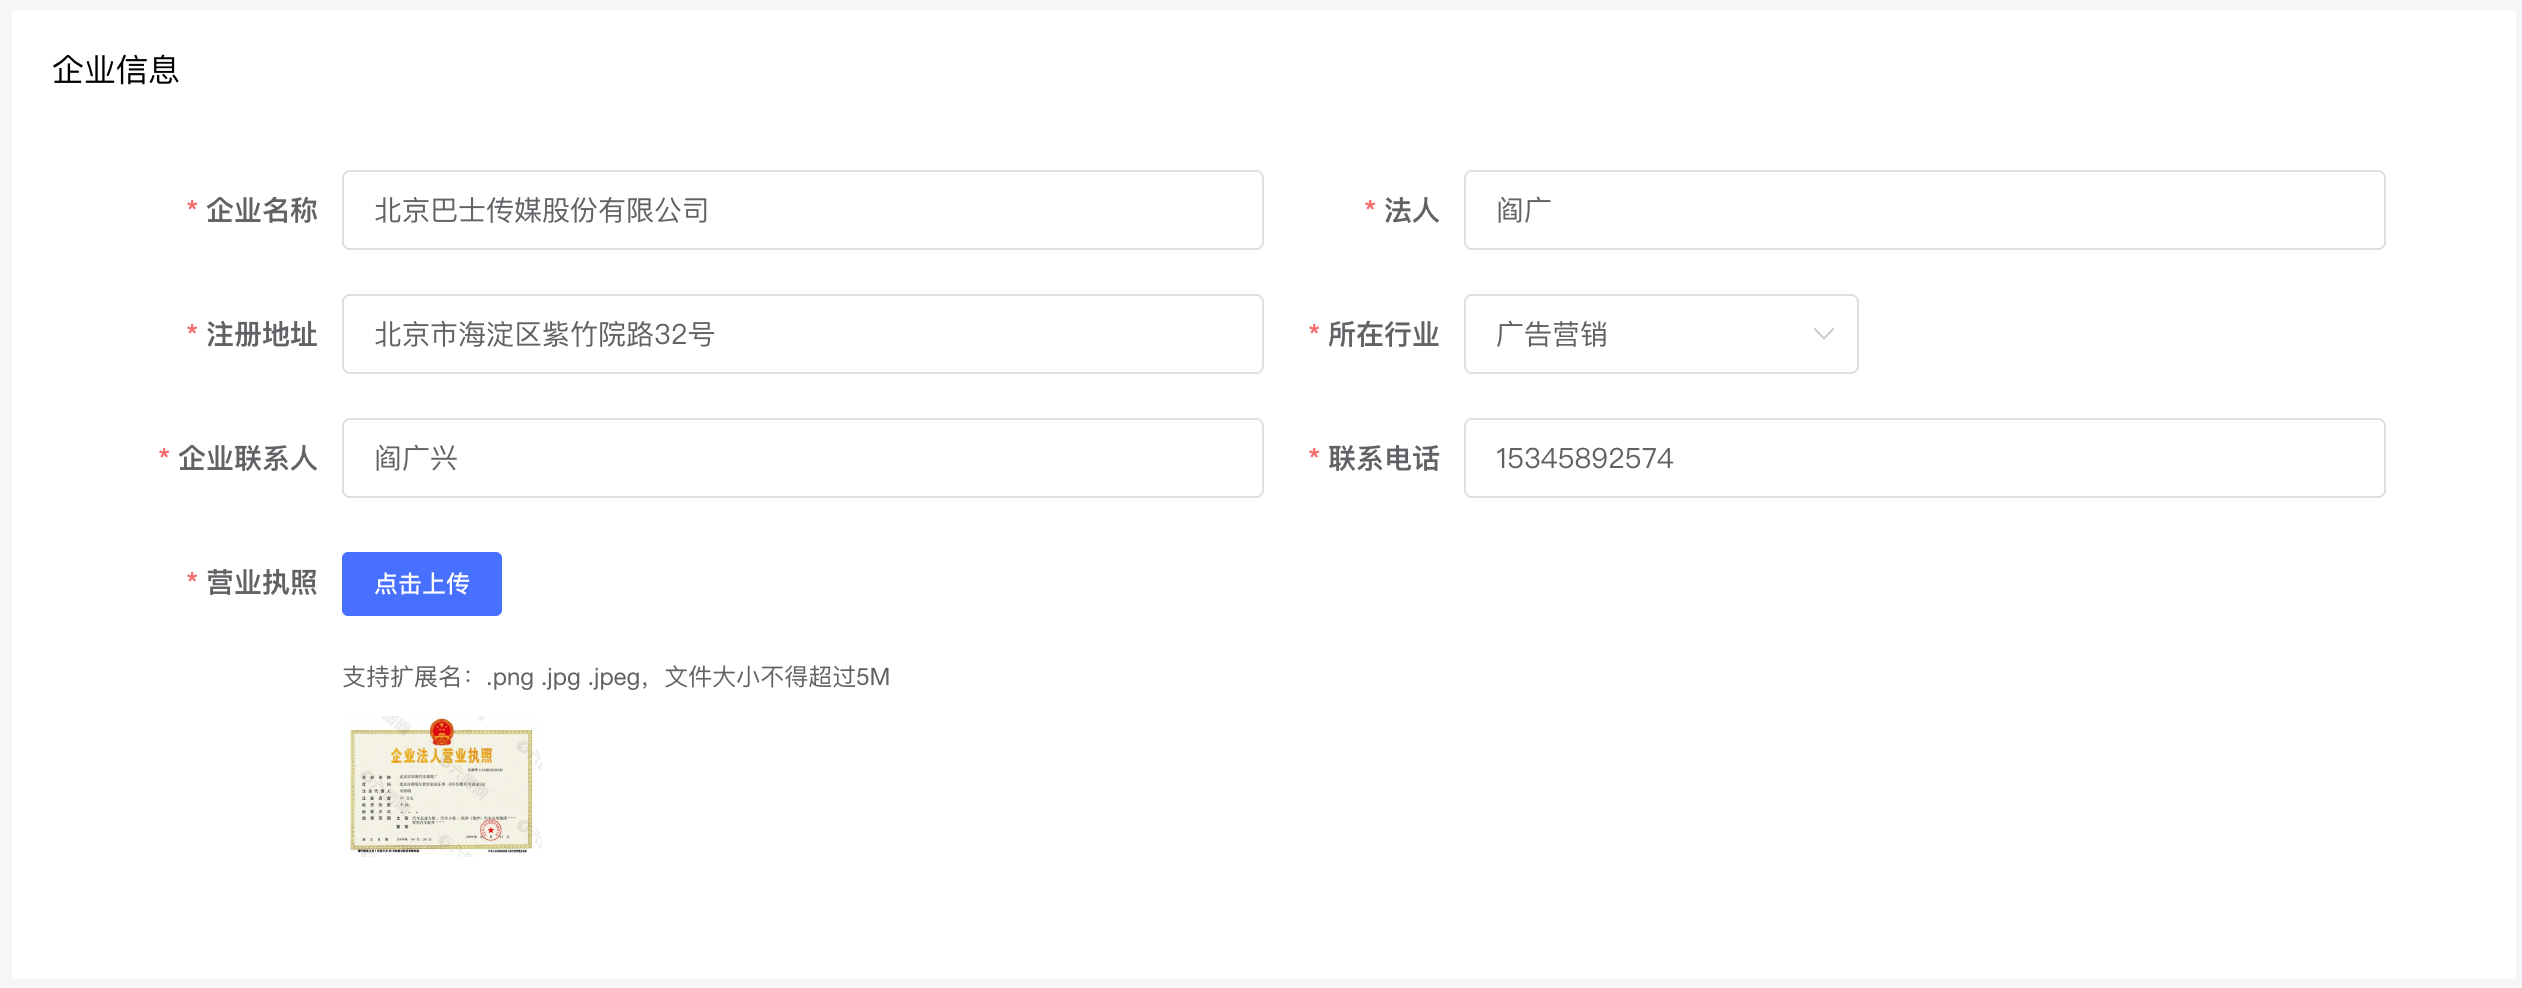 企业信息
* 企业名称 北京巴士传媒股份有限公司 * 法人 阎广
* 注册地址 北京市海淀区紫竹院路32号 * 所在行业 广告营销
* 企业联系人 阎广兴 * 联系电话 15345892574
* 营业执照 点击上传
支持扩展名：.png .jpg .jpeg，文件大小不得超过5M
企业法人营业执照